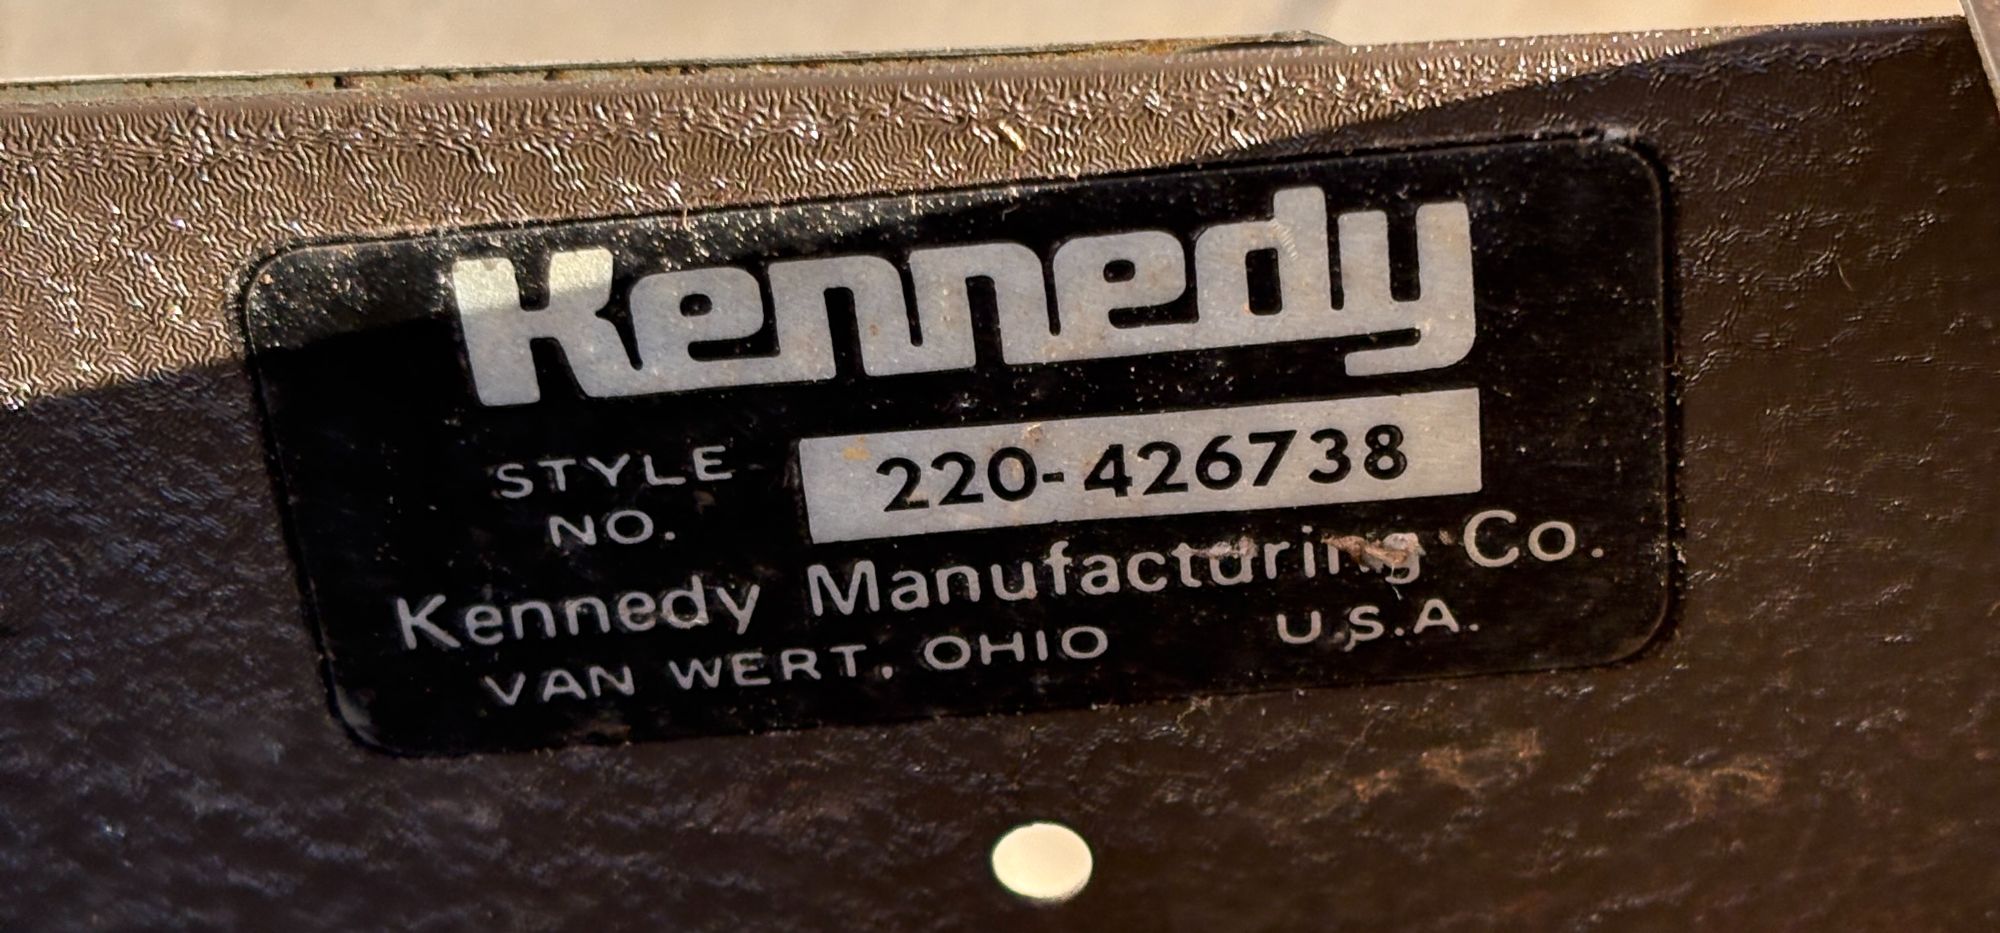 Kennedy
STYLE NO. 220-426738
Kennedy Manufacturing Co.
VAN WERT, OHIO U.S.A.